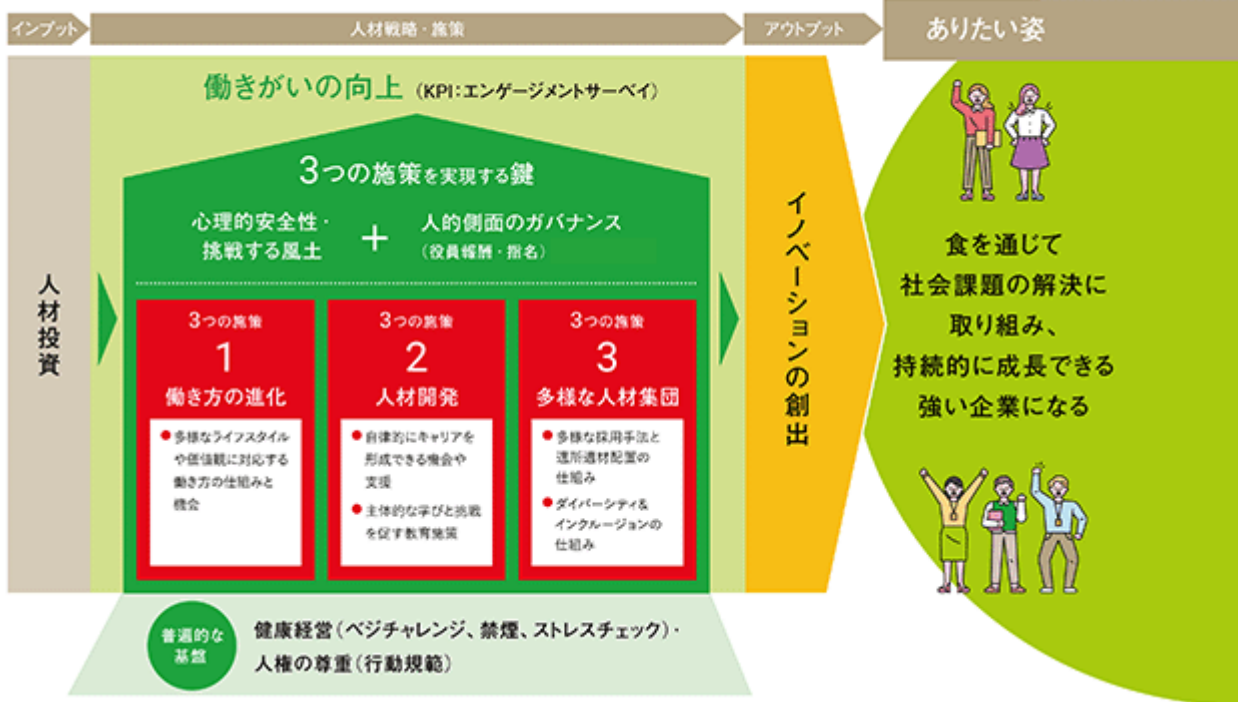 インプット
人材戦略・施策
アウトプット
ありたい姿
人材投資
働きがいの向上（KPI：エンゲージメントサーベイ）
3つの施策を実現する鍵
心理的安全性・
挑戦する風土
＋
人的側面のガバナンス
（役員報酬・指名）
3つの施策
1
働き方の進化
●多様なライフスタイル
や価値観に対応する
働き方の仕組みと
機会
3つの施策
2
人材開発
●自律的にキャリアを
形成できる機会や
支援
●主体的な学びと挑戦
を促す教育施策
3つの施策
3
多様な人材集団
●多様な採用手法と
適所適材配置の
仕組み
●ダイバーシティ&
インクルージョンの
仕組み
普遍的な
基盤
健康経営（ベジチャレンジ、禁煙、ストレスチェック）・
人権の尊重（行動規範）
イノベーションの創出
食を通じて
社会課題の解決に
取り組み、
持続的に成長できる
強い企業になる